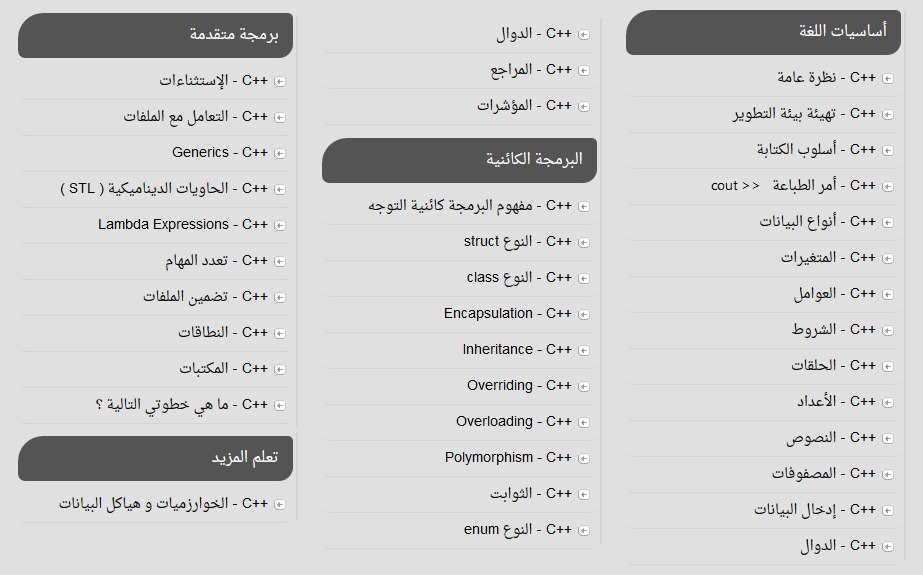 أساسيات اللغة
C++ - نظرة عامة
C++ - تهيئة بيئة التطوير
C++ - أسلوب الكتابة
C++ - أمر الطباعة cout >>
C++ - أنواع البيانات
C++ - المتغيرات
C++ - العوامل
C++ - الشروط
C++ - الحلقات
C++ - الأعداد
C++ - النصوص
C++ - المصفوفات
C++ - إدخال البيانات
C++ - الدوال
C++ - الدوال
C++ - المراجع
C++ - المؤشرات
البرمجة الكائنية
C++ - مفهوم البرمجة كائنية التوجه
C++ - النوع struct
C++ - النوع class
C++ - Encapsulation
C++ - Inheritance
C++ - Overriding
C++ - Overloading
C++ - Polymorphism
C++ - الثوابت
C++ - النوع enum
برمجة متقدمة
C++ - الإستثناءات
C++ - التعامل مع الملفات
C++ - Generics
C++ - الحاويات الديناميكية ( STL )
C++ - Lambda Expressions
C++ - تعدد المهام
C++ - تضمين الملفات
C++ - النطاقات
C++ - المكتبات
C++ - ما هي خطوتي التالية ؟
تعلم المزيد
C++ - الخوارزميات و هياكل البيانات